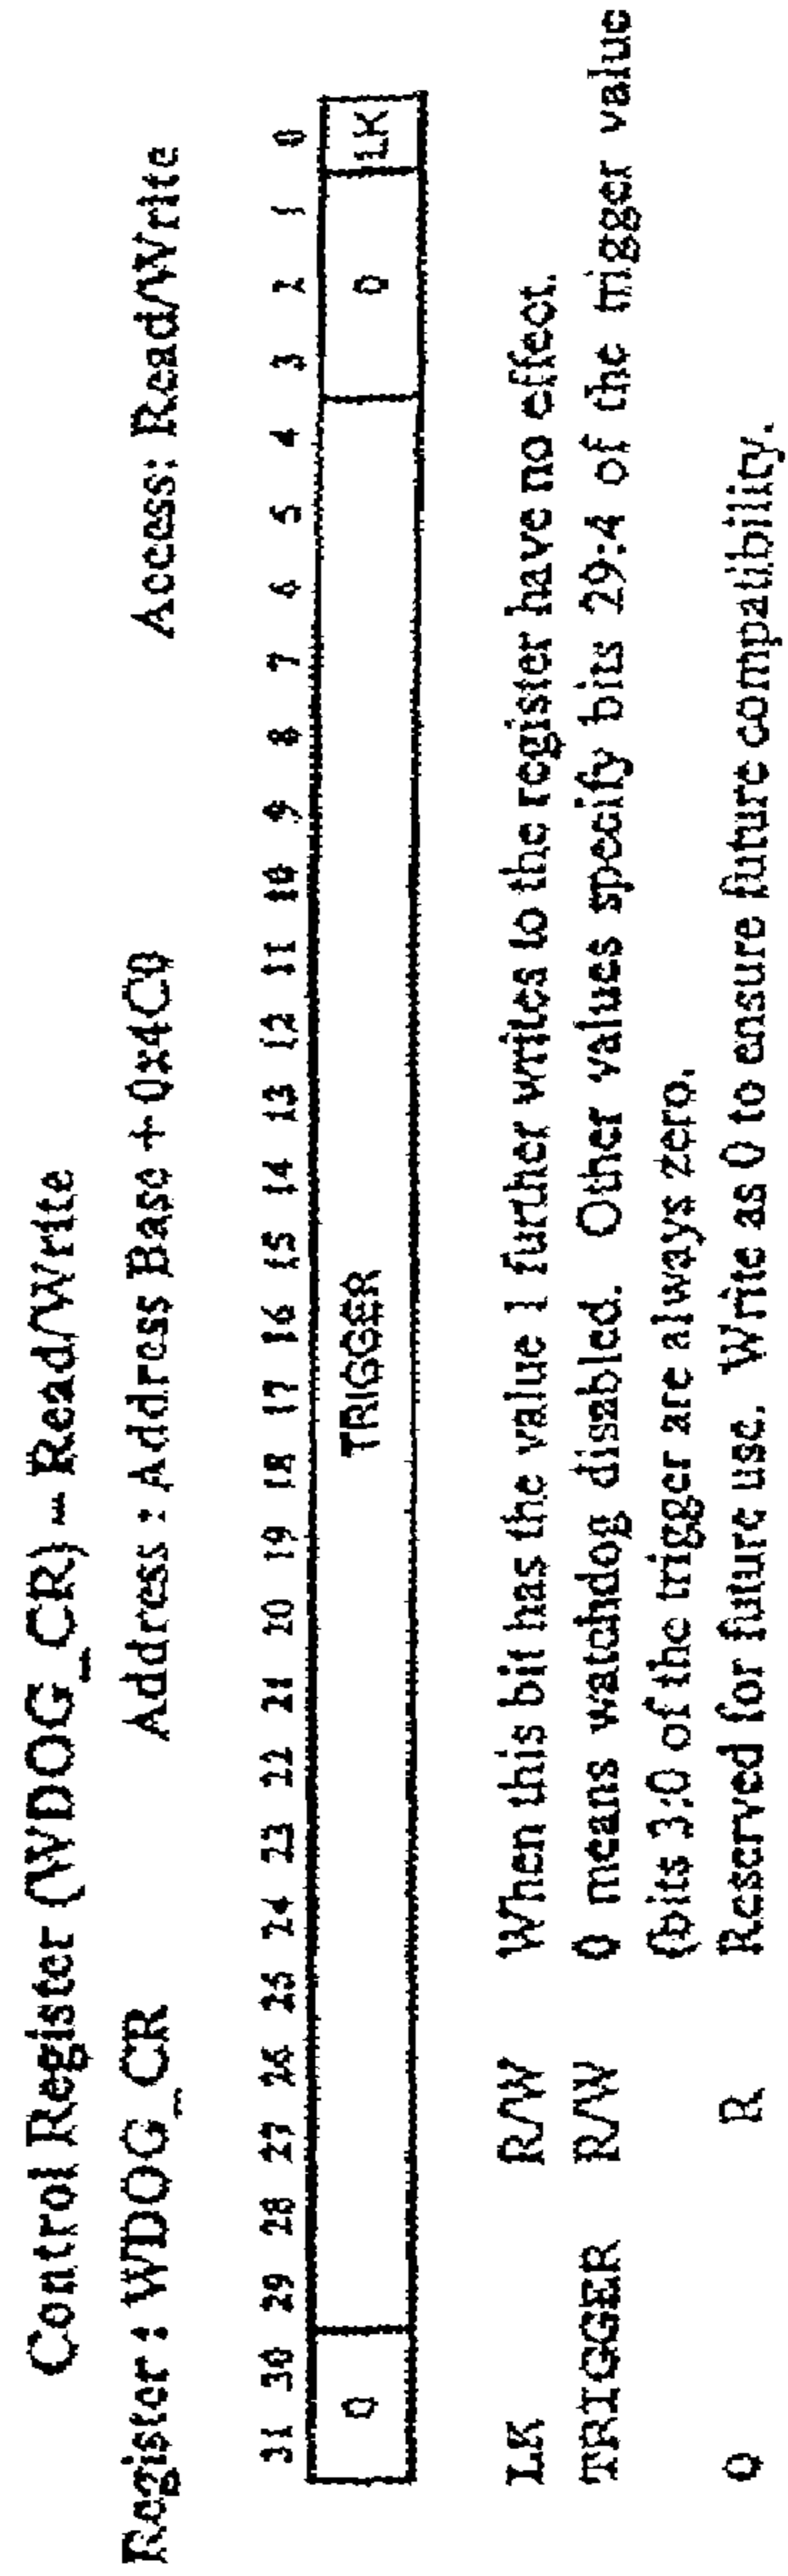 Control Register (WDOG_CR) – Read/Write
Register : WDOG_CR Address : Address Base + 0x4C0 Access: Read/Write
31 30 29 28 27 26 25 24 23 22 21 20 19 18 17 16 15 14 13 12 11 10 9 8 7 6 5 4 3 2 1 0
0 TRIGGER 0 LK
LK R/W When this bit has the value 1 further writes to the register have no effect.
TRIGGER R/W 0 means watchdog disabled. Other values specify bits 29:4 of the trigger value
(bits 3:0 of the trigger are always zero.
0 R Reserved for future use. Write as 0 to ensure future compatibility.